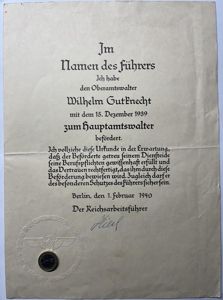 Im
Namen des Führers
Ich habe
den Oberamtswalter
Wilhelm Gutknecht
mit dem 15. Dezember 1939
zum Hauptamtswalter
befördert.
Ich vollziehe diese Urkunde in der Erwartung,
daß der Beförderte getreu seinem Diensteide
seine Berufspflichten gewissenhaft erfüllt und
das Vertrauen rechtfertigt, das ihm durch diese
Beförderung bewiesen wird. Zugleich darf er
des besonderen Schutzes des Führers sicher sein.
Berlin, den 1. Februar 1940
Der Reichsarbeitsführer